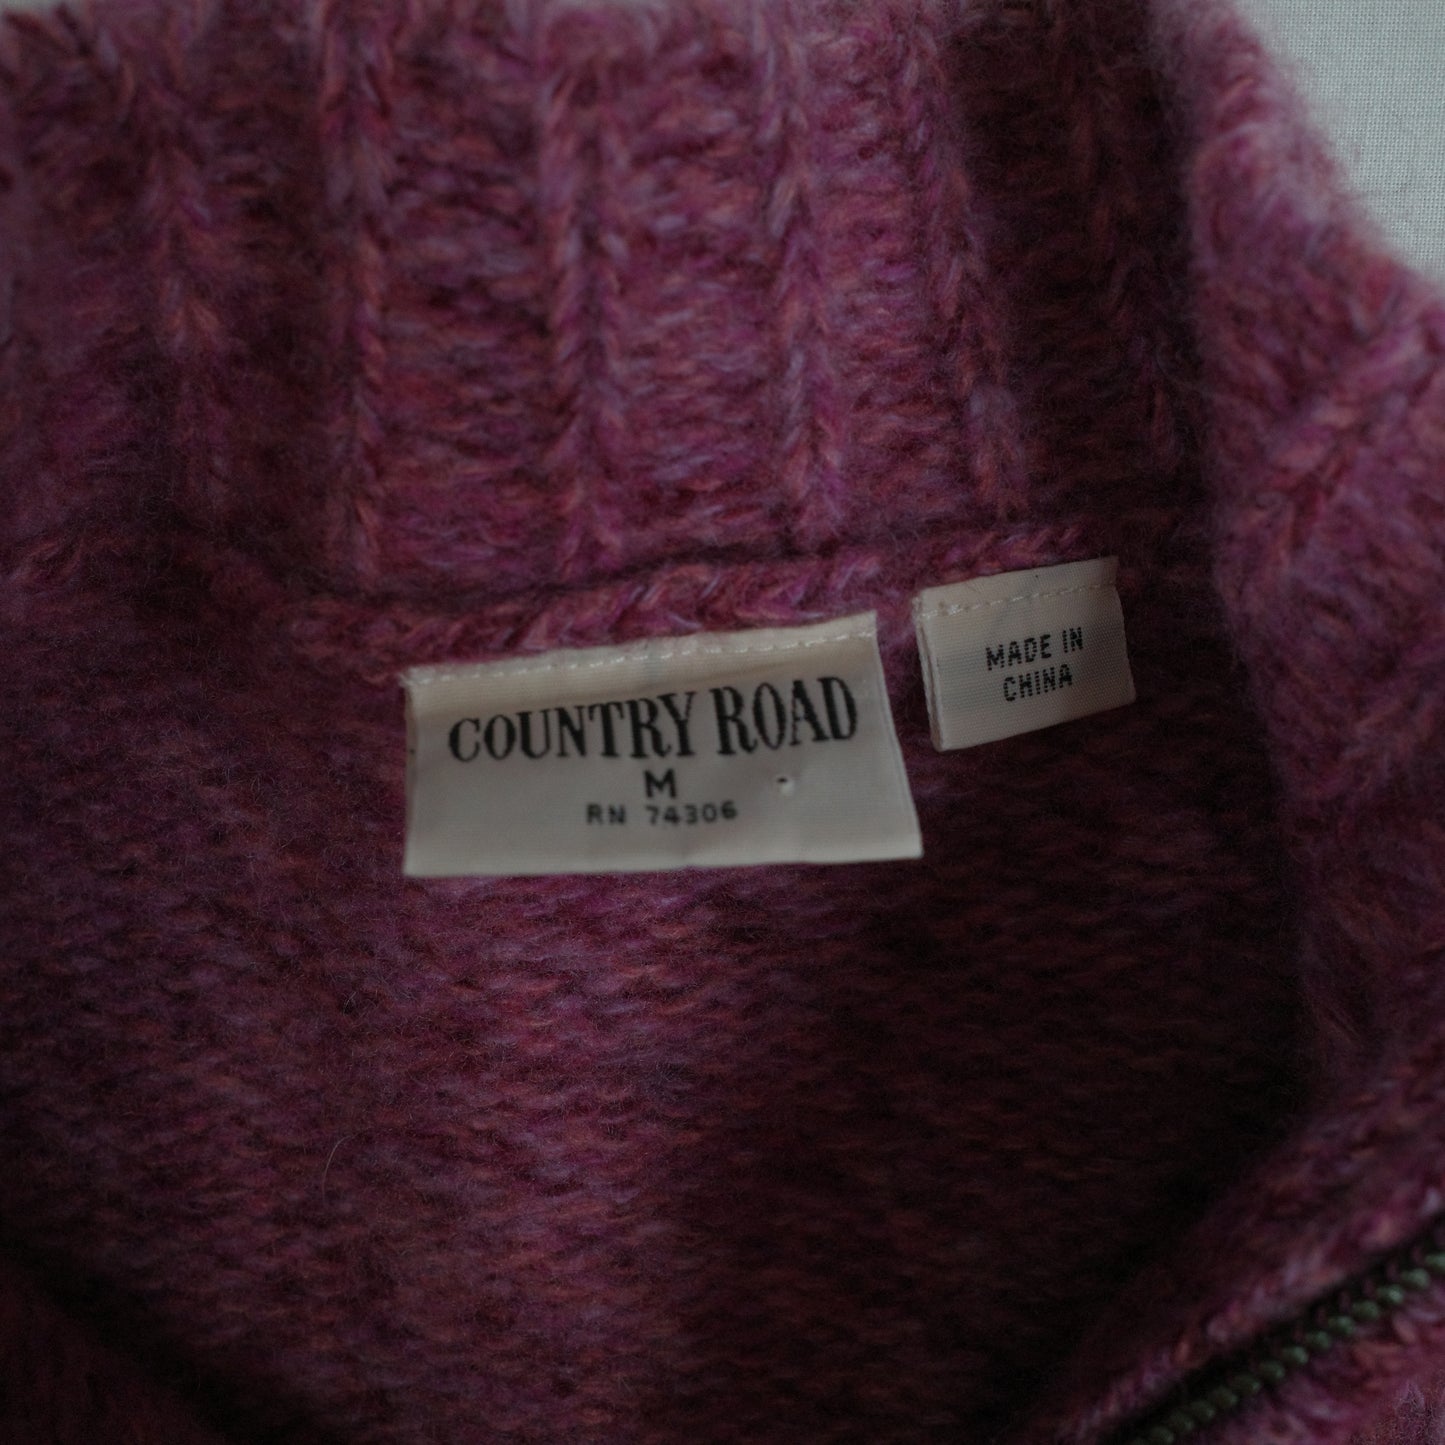 COUNTRY ROAD
M
RN 74306
MADE IN
CHINA